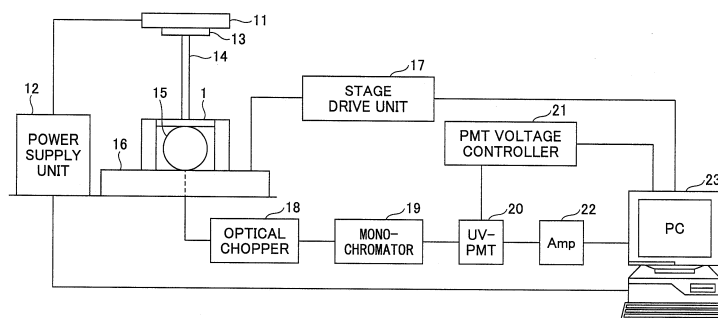 11
13
14
12
15
1
16
17
STAGE
DRIVE UNIT
21
PMT VOLTAGE
CONTROLLER
POWER
SUPPLY
UNIT
23
PC
18
OPTICAL
CHOPPER
19
MONO-
CHROMATOR
20
UV-
PMT
22
Amp